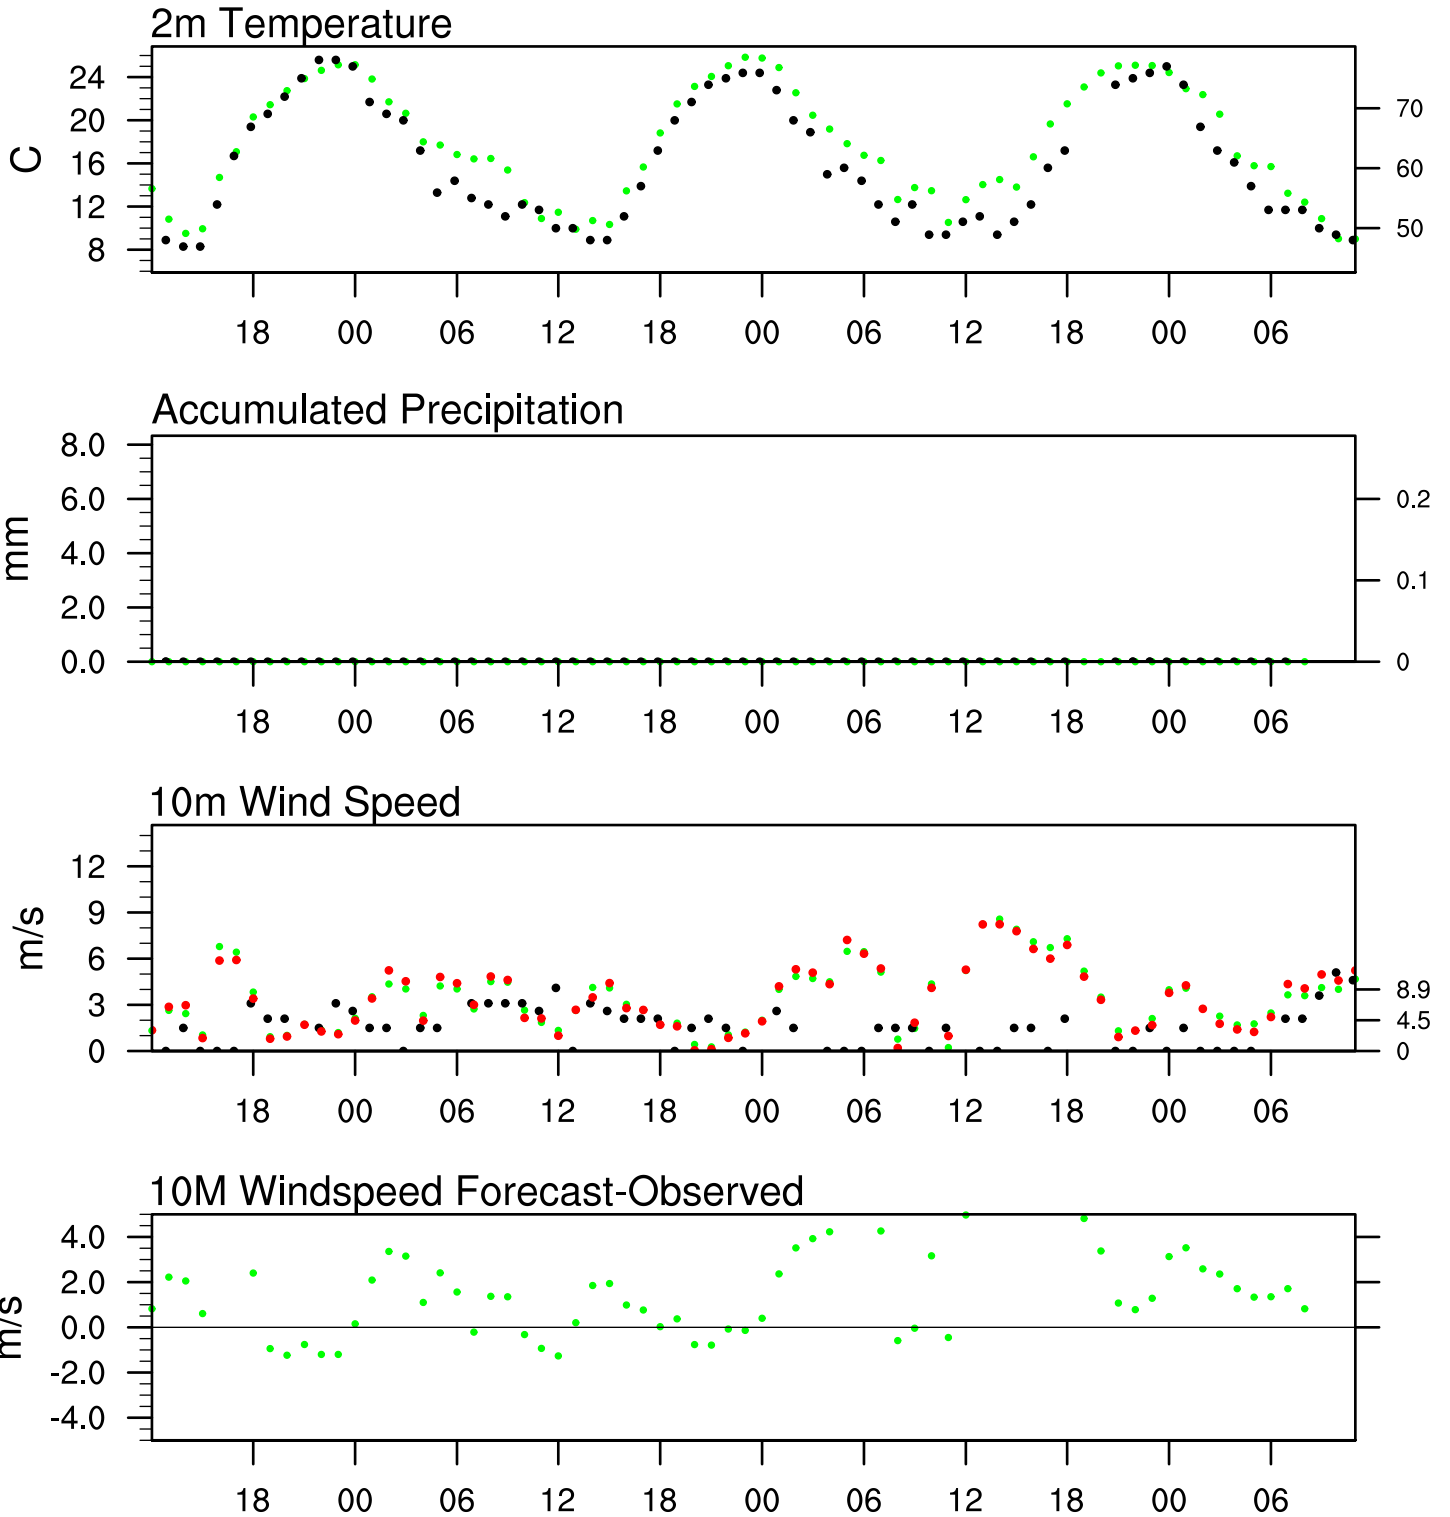 2m Temperature
C
24
20
16
12
8
70
60
50
18 00 06 12 18 00 06 12 18 00 06
Accumulated Precipitation
mm
8.0
6.0
4.0
2.0
0.0
0.2
0.1
0
18 00 06 12 18 00 06 12 18 00 06
10m Wind Speed
m/s
12
9
6
3
0
8.9
4.5
0
18 00 06 12 18 00 06 12 18 00 06
10M Windspeed Forecast-Observed
m/s
4.0
2.0
0.0
-2.0
-4.0
18 00 06 12 18 00 06 12 18 00 06